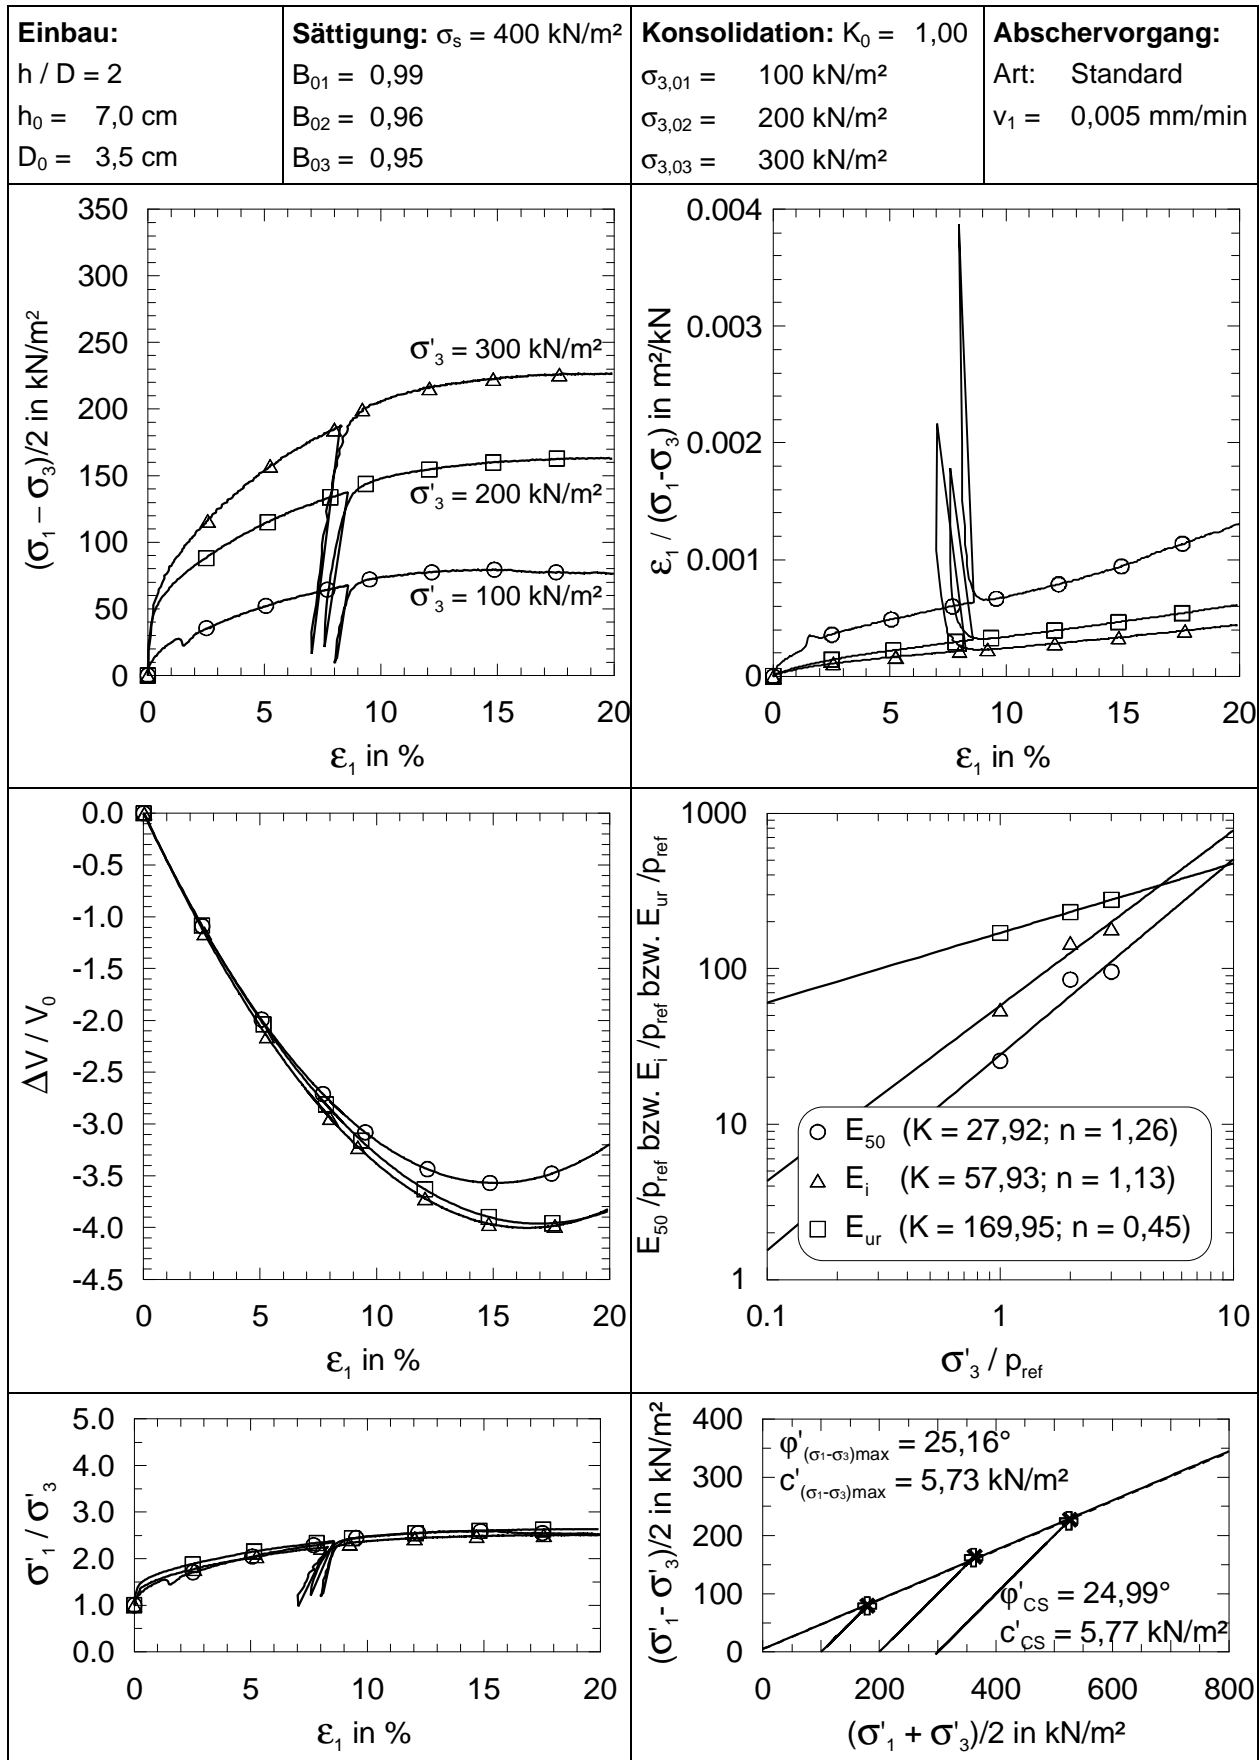 Einbau:
h / D = 2
h₀ = 7,0 cm
D₀ = 3,5 cm
Sättigung: σₛ = 400 kN/m²
B₀₁ = 0,99
B₀₂ = 0,96
B₀₃ = 0,95
Konsolidation: K₀ = 1,00
σ₃,₀₁ = 100 kN/m²
σ₃,₀₂ = 200 kN/m²
σ₃,₀₃ = 300 kN/m²
Abschervorgang:
Art: Standard
v₁ = 0,005 mm/min
(σ₁ – σ₃)/2 in kN/m²
350
300
250
200
150
100
50
0
σ'₃ = 300 kN/m²
σ'₃ = 200 kN/m²
σ'₃ = 100 kN/m²
0 5 10 15 20
ε₁ in %
ε₁ / (σ₁-σ₃) in m²/kN
0.004
0.003
0.002
0.001
0
0 5 10 15 20
ε₁ in %
ΔV / V₀
0.0
-0.5
-1.0
-1.5
-2.0
-2.5
-3.0
-3.5
-4.0
-4.5
0 5 10 15 20
ε₁ in %
E₅₀ /p_ref bzw. E_i /p_ref bzw. E_ur /p_ref
1000
100
10
1
E₅₀ (K = 27,92; n = 1,26)
E_i (K = 57,93; n = 1,13)
E_ur (K = 169,95; n = 0,45)
0.1 1 10
σ'₃ / p_ref
σ'₁ / σ'₃
5.0
4.0
3.0
2.0
1.0
0.0
0 5 10 15 20
ε₁ in %
(σ'₁- σ'₃)/2 in kN/m²
400
300
200
100
0
φ'(σ₁-σ₃)max = 25,16°
c'(σ₁-σ₃)max = 5,73 kN/m²
φ'CS = 24,99°
c'CS = 5,77 kN/m²
0 200 400 600 800
(σ'₁ + σ'₃)/2 in kN/m²